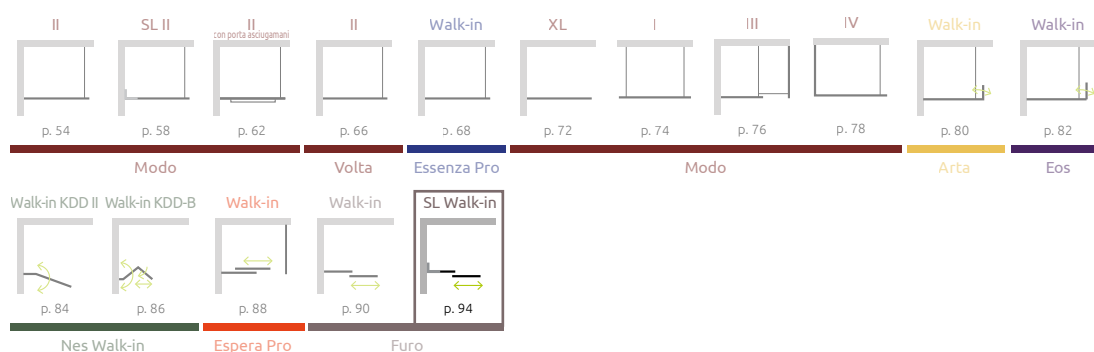 II SL II II Walk-in XL I III IV Walk-in Walk-in
con porta asciugamani
II
p. 54 p. 58 p. 62 p. 66 p. 68 p. 72 p. 74 p. 76 p. 78 p. 80 p. 82
Modo Volta Essenza Pro Modo Arta Eos
Walk-in KDD II Walk-in KDD-B Walk-in Walk-in SL Walk-in
p. 84 p. 86 p. 88 p. 90 p. 94
Nes Walk-in Espera Pro Furo